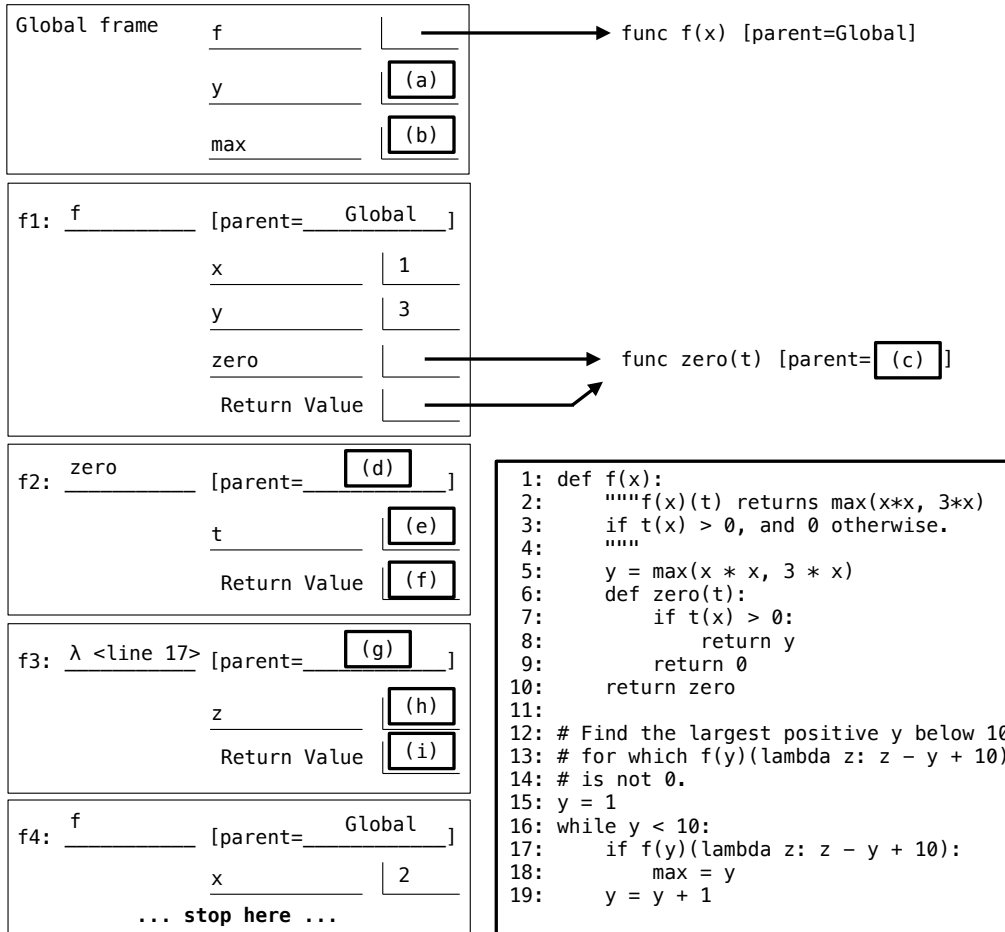 Global frame
f
func f(x) [parent=Global]
y
(a)
max
(b)
f1: f [parent=Global]
x
1
y
3
zero
func zero(t) [parent= (c) ]
Return Value
f2: zero [parent= (d) ]
t
(e)
Return Value
(f)
f3: λ <line 17> [parent= (g) ]
z
(h)
Return Value
(i)
f4: f [parent=Global]
x
2
... stop here ...
1: def f(x):
2:     """f(x)(t) returns max(x*x, 3*x)
3:     if t(x) > 0, and 0 otherwise.
4:     """
5:     y = max(x * x, 3 * x)
6:     def zero(t):
7:         if t(x) > 0:
8:             return y
9:         return 0
10:     return zero
11:
12: # Find the largest positive y below 10
13: # for which f(y)(lambda z: z - y + 10)
14: # is not 0.
15: y = 1
16: while y < 10:
17:     if f(y)(lambda z: z - y + 10):
18:         max = y
19:     y = y + 1